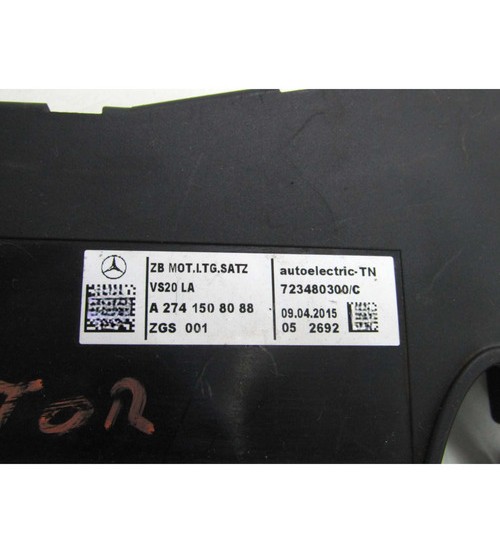 ZB MOT.LTG.SATZ
VS20 LA
A 274 150 80 88
ZGS 001
autoelectric-TN
723480300/C
09.04.2015
05 2692
TOR